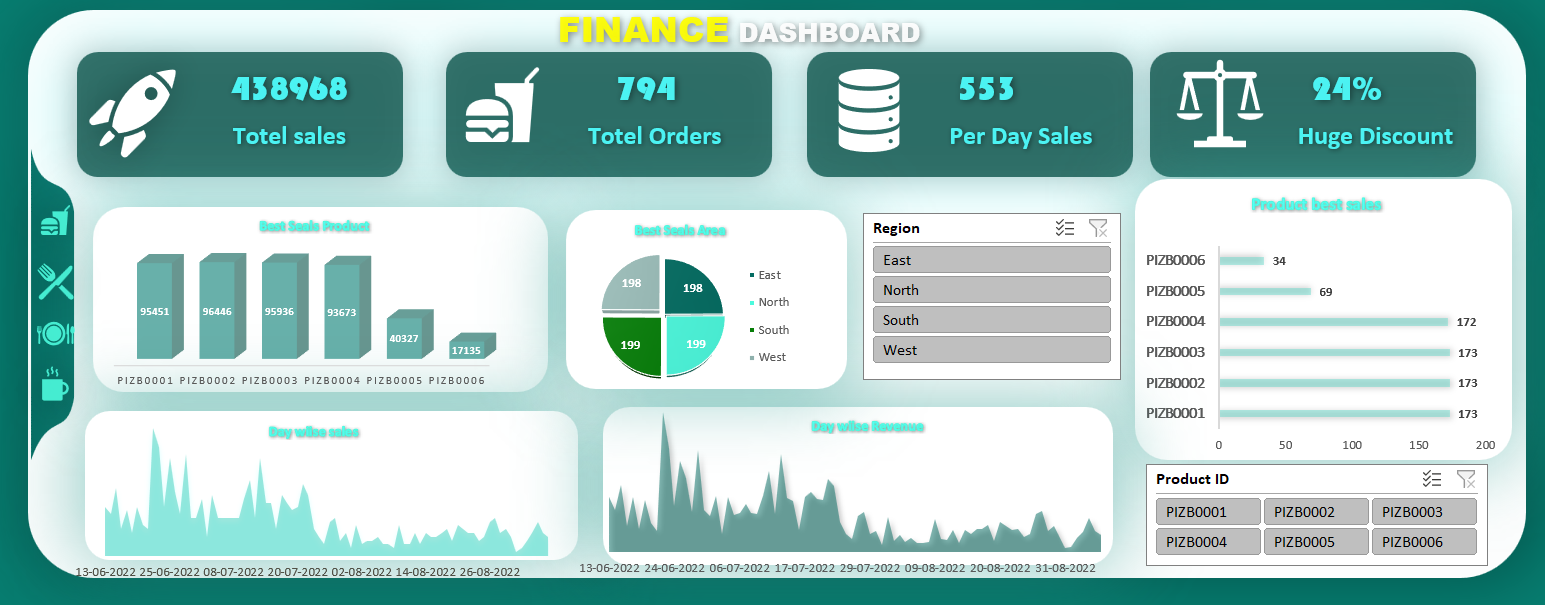 FINANCE DASHBOARD
438968
Totel sales
794
Totel Orders
553
Per Day Sales
24%
Huge Discount
Best Seals Product
95451 96446 95936 93673 40327 17135
PIZB0001 PIZB0002 PIZB0003 PIZB0004 PIZB0005 PIZB0006
Best Seals Area
198 198
199 199
East
North
South
West
Region
East
North
South
West
Product best sales
PIZB0006 34
PIZB0005 69
PIZB0004 172
PIZB0003 173
PIZB0002 173
PIZB0001 173
0 50 100 150 200
Day wiise sales
13-06-2022 25-06-2022 08-07-2022 20-07-2022 02-08-2022 14-08-2022 26-08-2022
Day wiise Revenue
13-06-2022 24-06-2022 06-07-2022 17-07-2022 29-07-2022 09-08-2022 20-08-2022 31-08-2022
Product ID
PIZB0001 PIZB0002 PIZB0003
PIZB0004 PIZB0005 PIZB0006